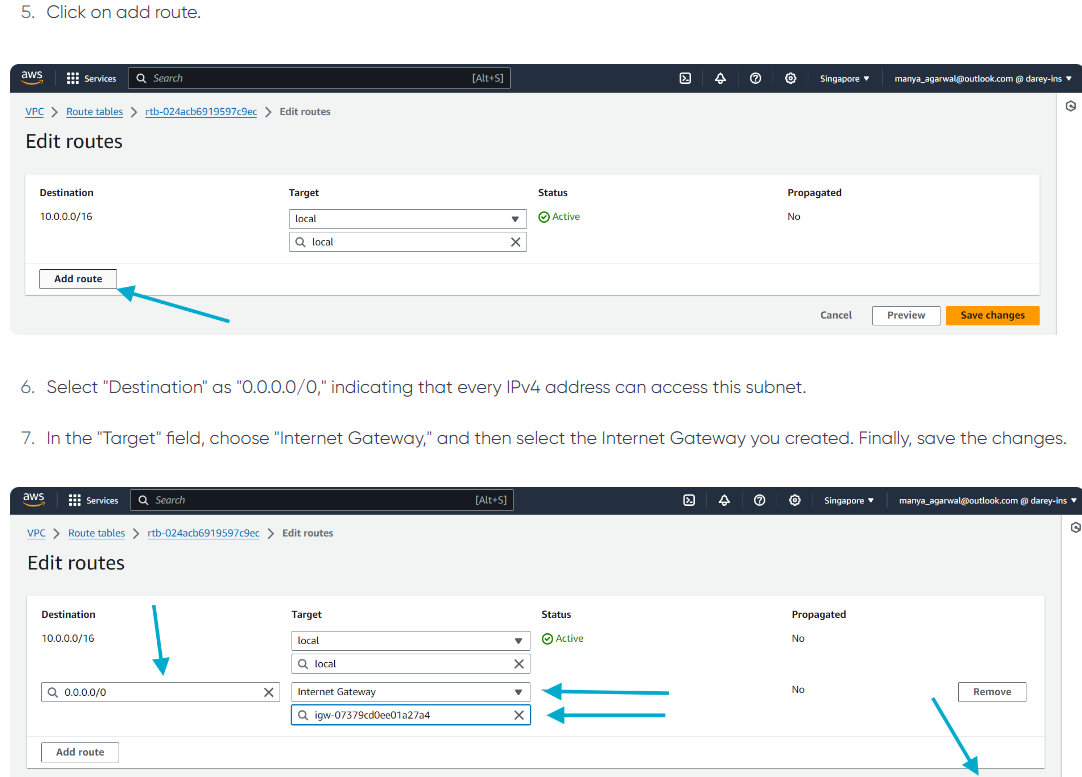 5. Click on add route.
aws Services Search [Alt+S] Singapore ▼ manya_agarwal@outlook.com @ darey-ins ▼
VPC > Route tables > rtb-024acb6919597c9ec > Edit routes
Edit routes
Destination Target Status Propagated
10.0.0.0/16 local Active No
local
Add route
Cancel Preview Save changes
6. Select "Destination" as "0.0.0.0/0," indicating that every IPv4 address can access this subnet.
7. In the "Target" field, choose "Internet Gateway," and then select the Internet Gateway you created. Finally, save the changes.
aws Services Search [Alt+S] Singapore ▼ manya_agarwal@outlook.com @ darey-ins ▼
VPC > Route tables > rtb-024acb6919597c9ec > Edit routes
Edit routes
Destination Target Status Propagated
10.0.0.0/16 local Active No
local
0.0.0.0/0 Internet Gateway No Remove
igw-07379cd0ee01a27a4
Add route